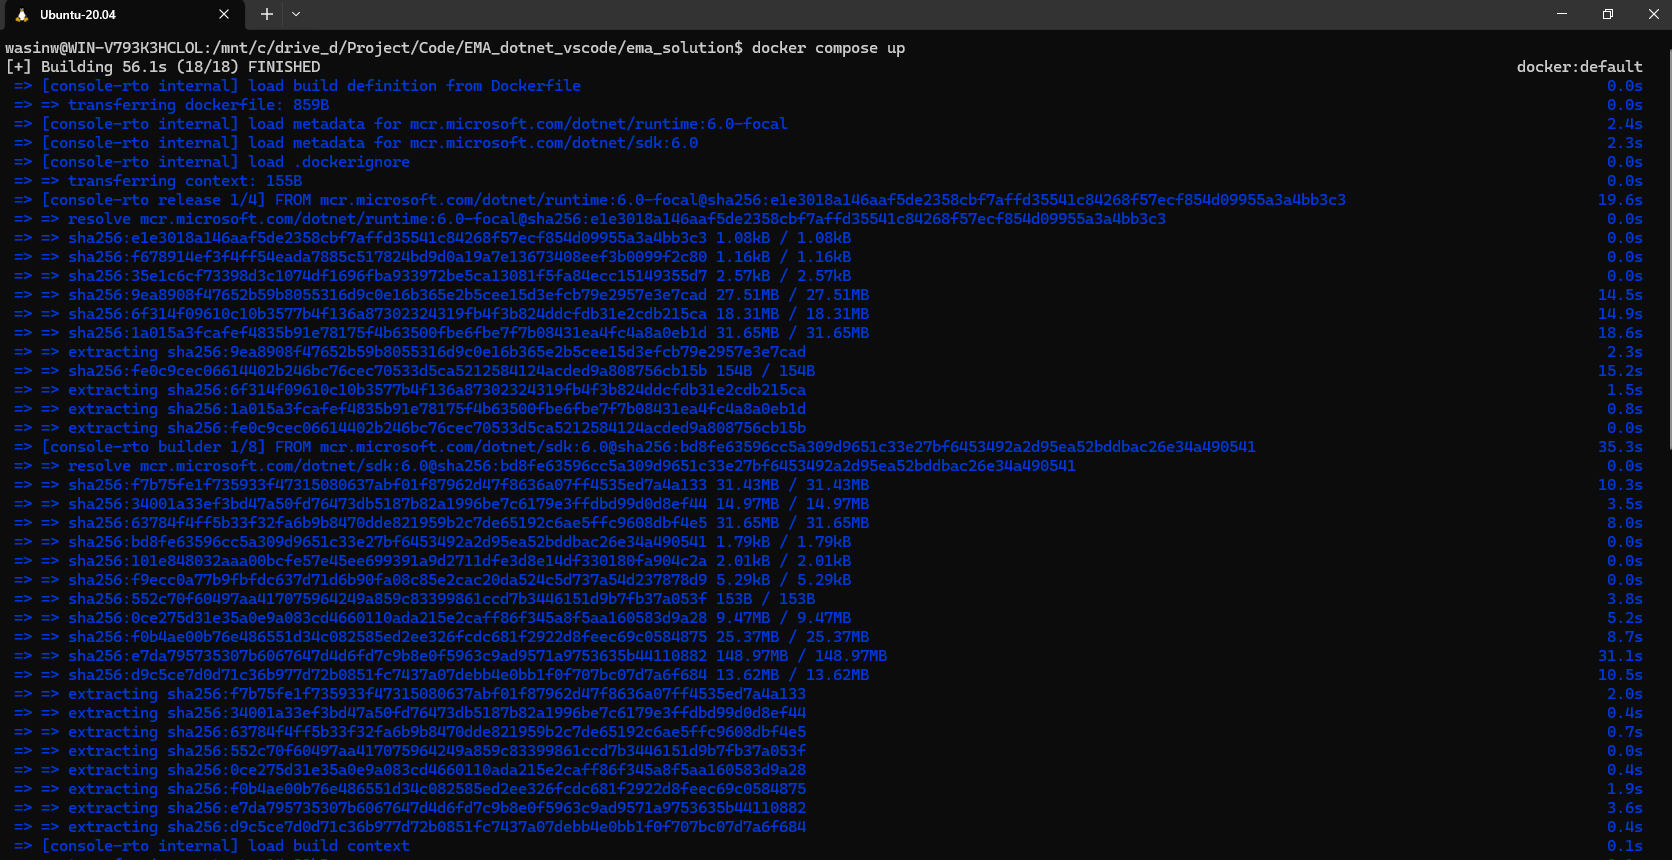 Ubuntu-20.04
wasinw@WIN-V793K3HCLOL:/mnt/c/drive_d/Project/Code/EMA_dotnet_vscode/ema_solution$ docker compose up
[+] Building 56.1s (18/18) FINISHED docker:default
=> [console-rto internal] load build definition from Dockerfile 0.0s
=> => transferring dockerfile: 859B 0.0s
=> [console-rto internal] load metadata for mcr.microsoft.com/dotnet/runtime:6.0-focal 2.4s
=> [console-rto internal] load metadata for mcr.microsoft.com/dotnet/sdk:6.0 2.3s
=> [console-rto internal] load .dockerignore 0.0s
=> => transferring context: 155B 0.0s
=> [console-rto release 1/4] FROM mcr.microsoft.com/dotnet/runtime:6.0-focal@sha256:e1e3018a146aaf5de2358cbf7affd35541c84268f57ecf854d09955a3a4bb3c3 19.6s
=> => resolve mcr.microsoft.com/dotnet/runtime:6.0-focal@sha256:e1e3018a146aaf5de2358cbf7affd35541c84268f57ecf854d09955a3a4bb3c3 0.0s
=> => sha256:e1e3018a146aaf5de2358cbf7affd35541c84268f57ecf854d09955a3a4bb3c3 1.08kB / 1.08kB 0.0s
=> => sha256:f678914ef3f4ff54eada7885c517824bd9d0a19a7e13673408eef3b0099f2c80 1.16kB / 1.16kB 0.0s
=> => sha256:35e1c6cf73398d3c1074df1696fba933972be5ca13081f5fa84ecc15149355d7 2.57kB / 2.57kB 0.0s
=> => sha256:9ea8908f47652b59b8055316d9c0e16b365e2b5cee15d3efcb79e2957e3e7cad 27.51MB / 27.51MB 14.5s
=> => sha256:6f314f09610c10b3577b4f136a87302324319fb4f3b824ddcfdb31e2cdb215ca 18.31MB / 18.31MB 14.9s
=> => sha256:1a015a3fcafef4835b91e78175f4b63500fbe6fbe7f7b08431ea4fc4a8a0eb1d 31.65MB / 31.65MB 18.6s
=> => extracting sha256:9ea8908f47652b59b8055316d9c0e16b365e2b5cee15d3efcb79e2957e3e7cad 2.3s
=> => sha256:fe0c9cec06614402b246bc76cec70533d5ca5212584124acded9a808756cb15b 154B / 154B 15.2s
=> => extracting sha256:6f314f09610c10b3577b4f136a87302324319fb4f3b824ddcfdb31e2cdb215ca 1.5s
=> => extracting sha256:1a015a3fcafef4835b91e78175f4b63500fbe6fbe7f7b08431ea4fc4a8a0eb1d 0.8s
=> => extracting sha256:fe0c9cec06614402b246bc76cec70533d5ca5212584124acded9a808756cb15b 0.0s
=> [console-rto builder 1/8] FROM mcr.microsoft.com/dotnet/sdk:6.0@sha256:bd8fe63596cc5a309d9651c33e27bf6453492a2d95ea52bddbac26e34a490541 35.3s
=> => resolve mcr.microsoft.com/dotnet/sdk:6.0@sha256:bd8fe63596cc5a309d9651c33e27bf6453492a2d95ea52bddbac26e34a490541 0.0s
=> => sha256:f7b75fe1f735933f47315080637abf01f87962d47f8636a07ff4535ed7a4a133 31.43MB / 31.43MB 10.3s
=> => sha256:34001a33ef3bd47a50fd76473db5187b82a1996be7c6179e3ffdbd99d0d8ef44 14.97MB / 14.97MB 3.5s
=> => sha256:63784f4ff5b33f32fa6b9b8470dde821959b2c7de65192c6ae5ffc9608dbf4e5 31.65MB / 31.65MB 8.0s
=> => sha256:bd8fe63596cc5a309d9651c33e27bf6453492a2d95ea52bddbac26e34a490541 1.79kB / 1.79kB 0.0s
=> => sha256:101e848032aaa00bcfe57e45ee699391a9d2711dfe3d8e14df330180fa904c2a 2.01kB / 2.01kB 0.0s
=> => sha256:f9ecc0a77b9fbfdc637d71d6b90fa08c85e2cac20da524c5d737a54d237878d9 5.29kB / 5.29kB 0.0s
=> => sha256:552c70f60497aa417075964249a859c83399861ccd7b3446151d9b7fb37a053f 153B / 153B 3.8s
=> => sha256:0ce275d31e35a0e9a083cd4660110ada215e2caff86f345a8f5aa160583d9a28 9.47MB / 9.47MB 5.2s
=> => sha256:f0b4ae00b76e486551d34c082585ed2ee326fcdc681f2922d8feec69c0584875 25.37MB / 25.37MB 8.7s
=> => sha256:e7da795735307b6067647d4d6fd7c9b8e0f5963c9ad9571a9753635b44110882 148.97MB / 148.97MB 31.1s
=> => sha256:d9c5ce7d0d71c36b977d72b0851fc7437a07debb4e0bb1f0f707bc07d7a6f684 13.62MB / 13.62MB 10.5s
=> => extracting sha256:f7b75fe1f735933f47315080637abf01f87962d47f8636a07ff4535ed7a4a133 2.0s
=> => extracting sha256:34001a33ef3bd47a50fd76473db5187b82a1996be7c6179e3ffdbd99d0d8ef44 0.4s
=> => extracting sha256:63784f4ff5b33f32fa6b9b8470dde821959b2c7de65192c6ae5ffc9608dbf4e5 0.7s
=> => extracting sha256:552c70f60497aa417075964249a859c83399861ccd7b3446151d9b7fb37a053f 0.0s
=> => extracting sha256:0ce275d31e35a0e9a083cd4660110ada215e2caff86f345a8f5aa160583d9a28 0.4s
=> => extracting sha256:f0b4ae00b76e486551d34c082585ed2ee326fcdc681f2922d8feec69c0584875 1.9s
=> => extracting sha256:e7da795735307b6067647d4d6fd7c9b8e0f5963c9ad9571a9753635b44110882 3.6s
=> => extracting sha256:d9c5ce7d0d71c36b977d72b0851fc7437a07debb4e0bb1f0f707bc07d7a6f684 0.4s
=> [console-rto internal] load build context 0.1s